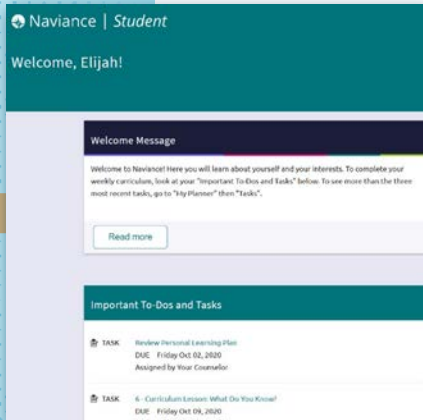 Naviance | Student
Welcome, Elijah!
Welcome Message
Welcome to Naviance! Here you will learn about yourself and your interests. To complete your
weekly curriculum, look at your "Important To-Dos and Tasks" below. To see more than the three
most recent tasks, go to "My Planner" then "Tasks".
Read more
Important To-Dos and Tasks
TASK Review Personal Learning Plan
DUE Friday Oct 02, 2020
Assigned by Your Counselor
TASK 6 - Curriculum Lesson: What Do You Know?
DUE Friday Oct 09, 2020